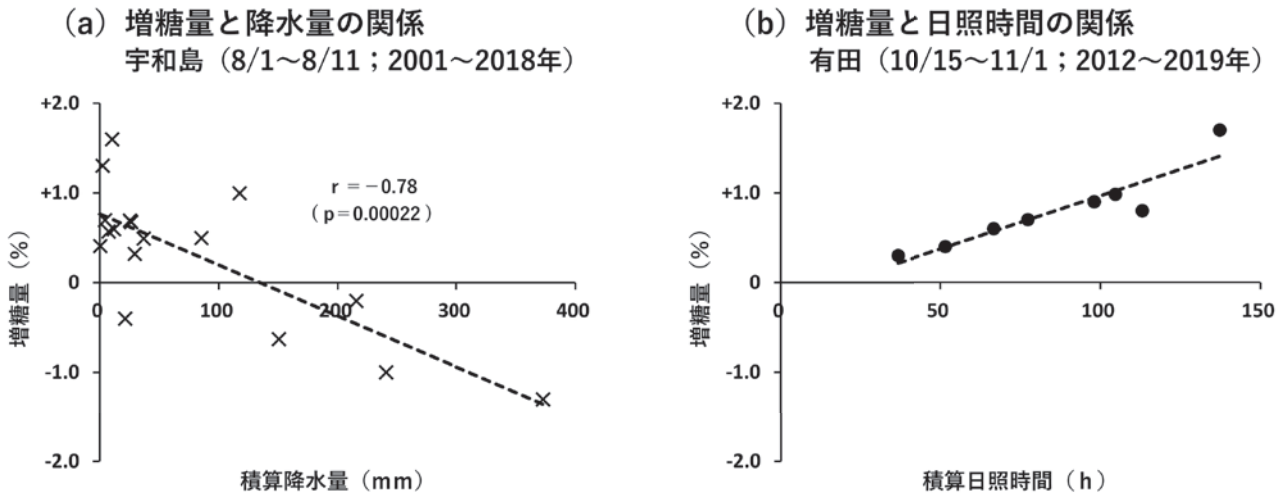 (a) 増糖量と降水量の関係
宇和島（8/1～8/11；2001～2018年）
+2.0
+1.0
0
-1.0
-2.0
0
100
200
300
400
r ＝－0.78
（p＝0.00022）
増糖量（%）
積算降水量（mm）
(b) 増糖量と日照時間の関係
有田（10/15～11/1；2012～2019年）
+2.0
+1.0
0
-1.0
-2.0
0
50
100
150
増糖量（%）
積算日照時間（h）